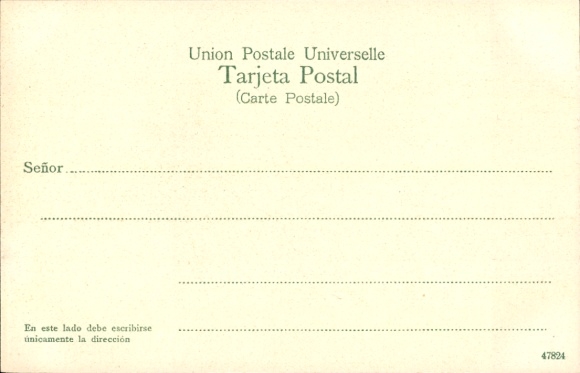 Union Postale Universelle
Tarjeta Postal
(Carte Postale)
Señor
En este lado debe escribirse
únicamente la dirección
47824